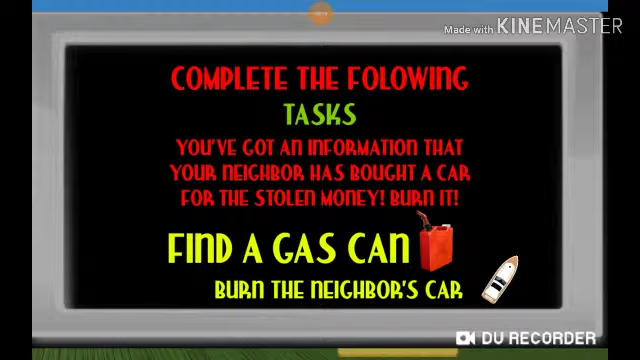 Made with KINEMASTER
COMPLETE THE FOLOWING
TASKS
YOU'VE GOT AN INFORMATION THAT
YOUR NEIGHBOR HAS BOUGHT A CAR
FOR THE STOLEN MONEY! BURN IT!
FIND A GAS CAN
BURN THE NEIGHBOR'S CAR
DU RECORDER